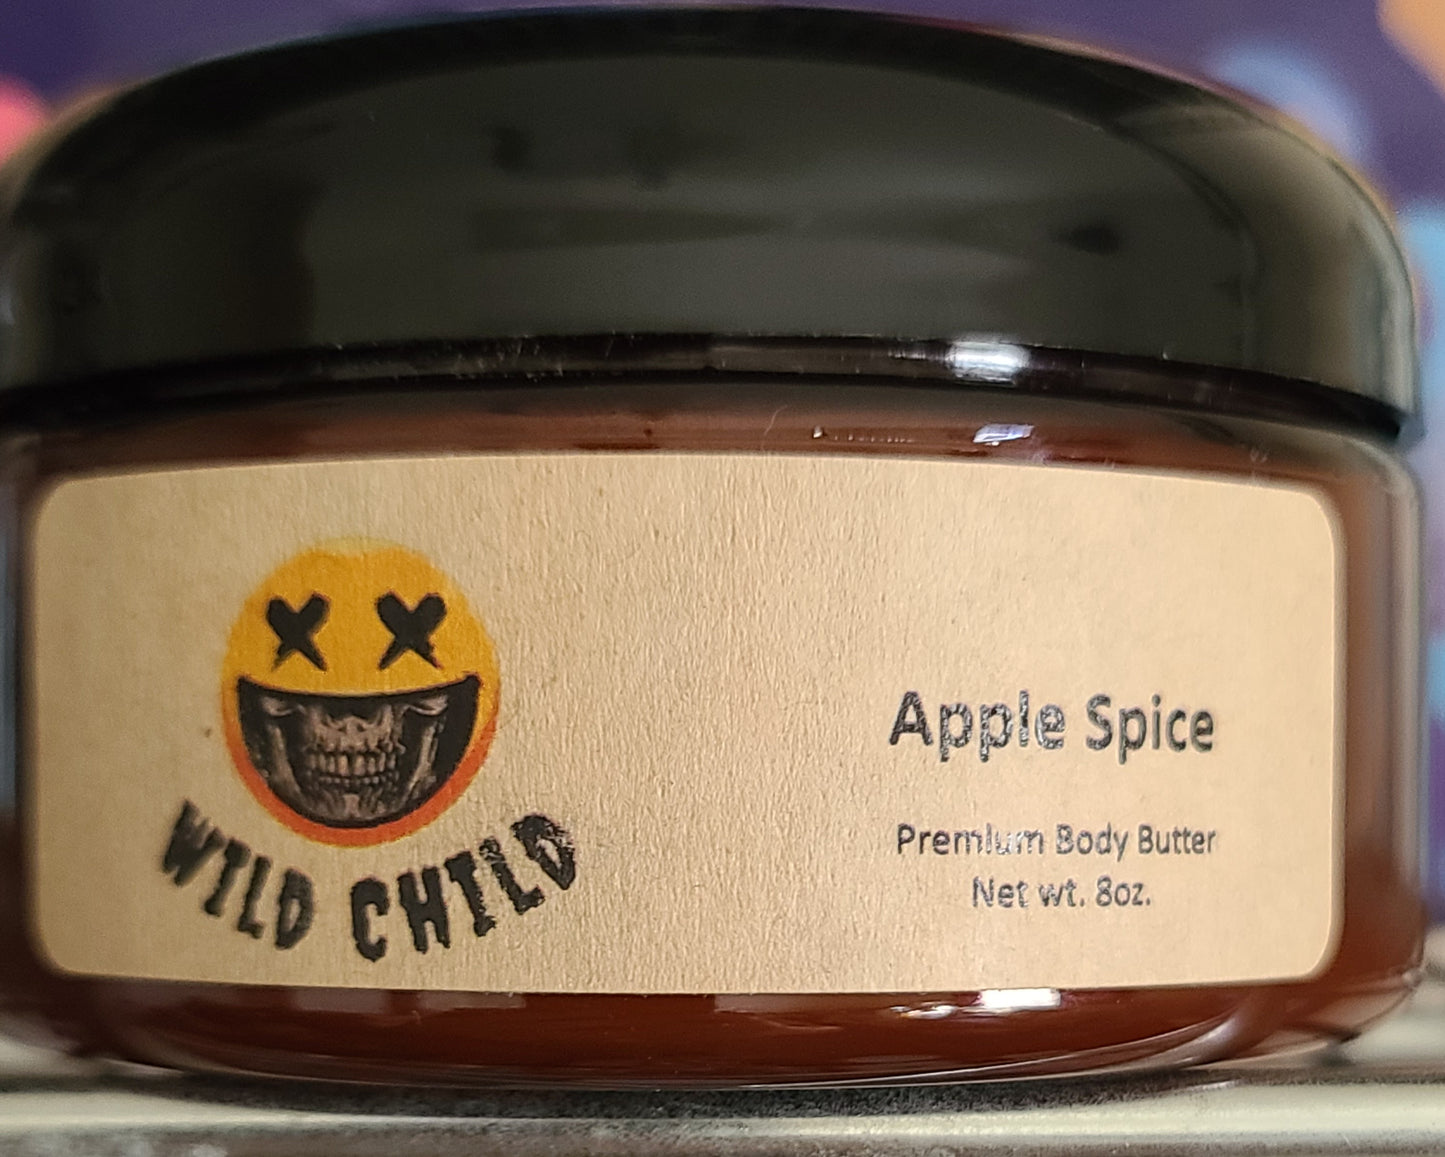 WILD CHILD
Apple Spice
Premium Body Butter
Net wt. 8oz.